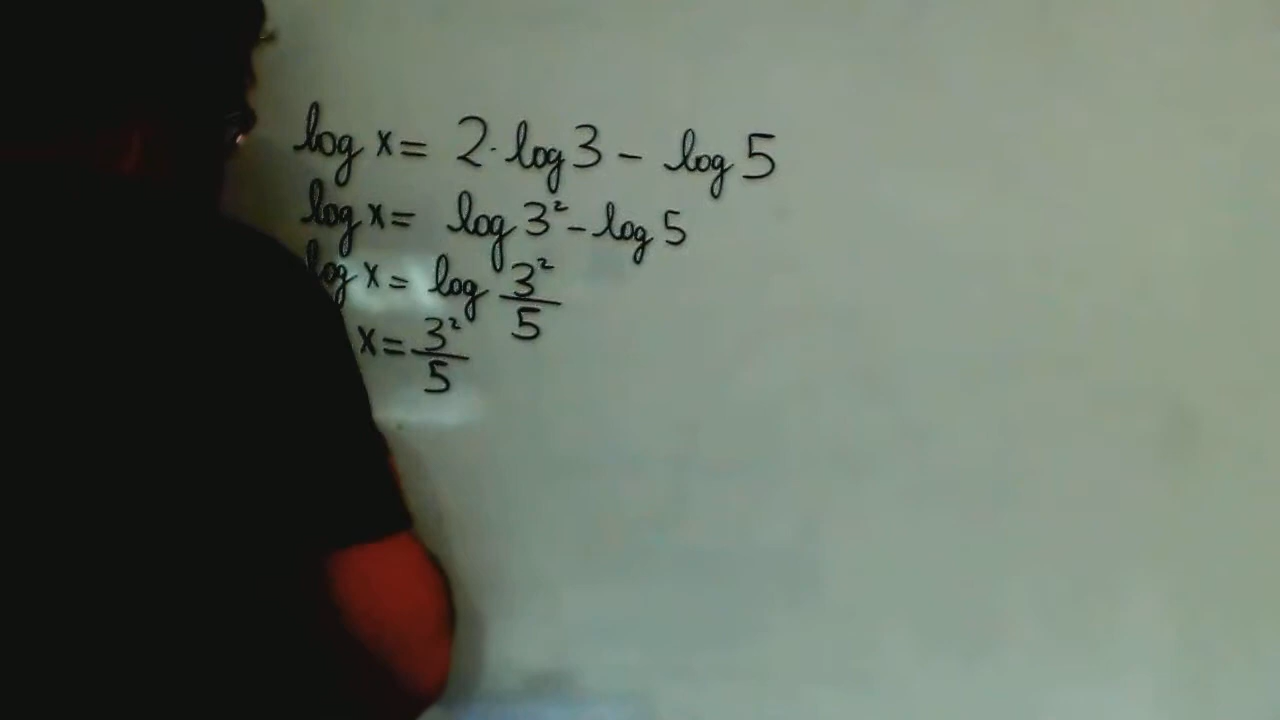 log x = 2·log 3 - log 5
log x = log 3² - log 5
log x = log 3²/5
x = 3²/5